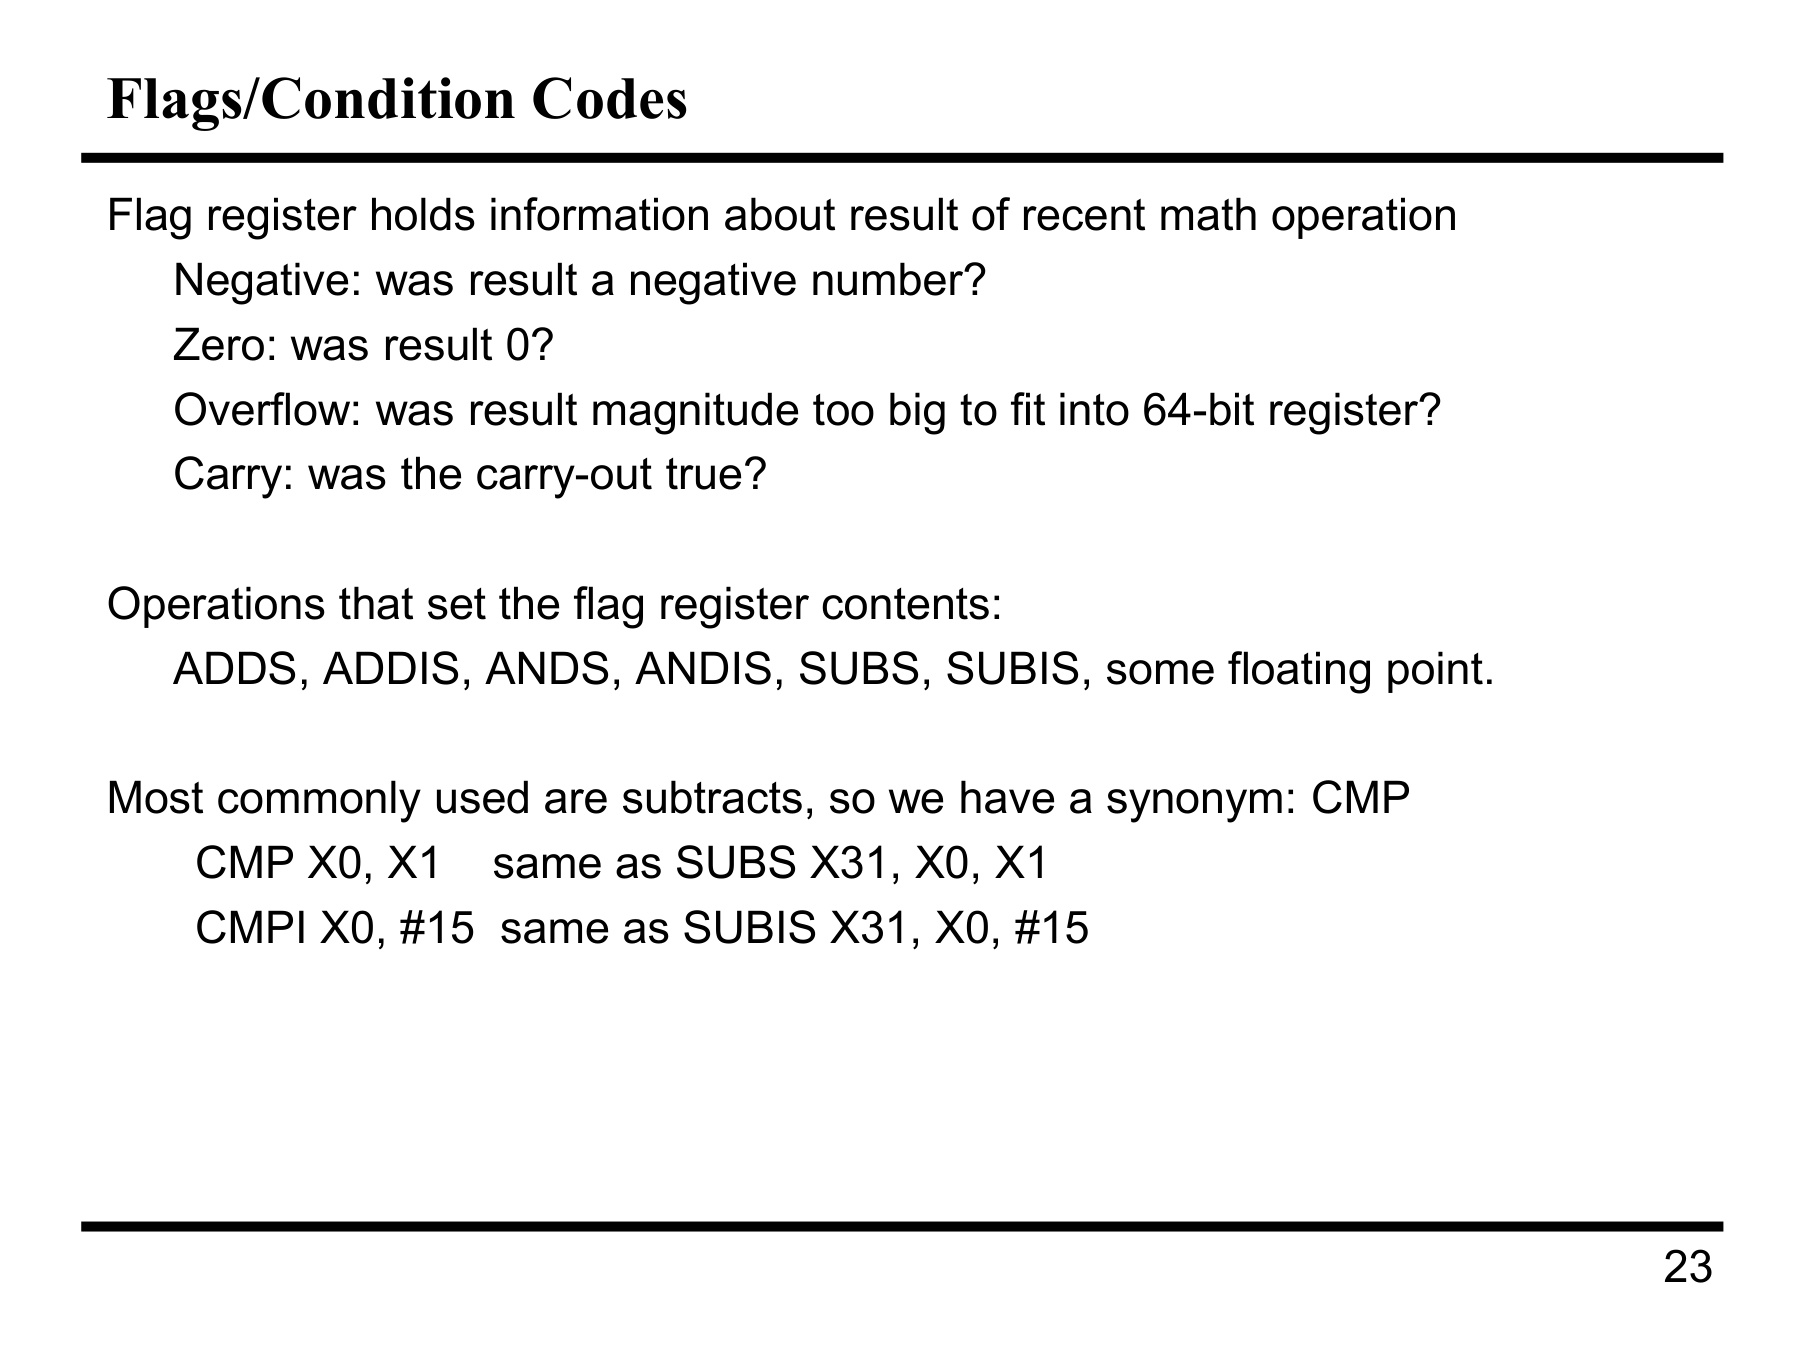 Flags/Condition Codes
Flag register holds information about result of recent math operation
Negative: was result a negative number?
Zero: was result 0?
Overflow: was result magnitude too big to fit into 64-bit register?
Carry: was the carry-out true?
Operations that set the flag register contents:
ADDS, ADDIS, ANDS, ANDIS, SUBS, SUBIS, some floating point.
Most commonly used are subtracts, so we have a synonym: CMP
CMP X0, X1 same as SUBS X31, X0, X1
CMPI X0, #15 same as SUBIS X31, X0, #15
23